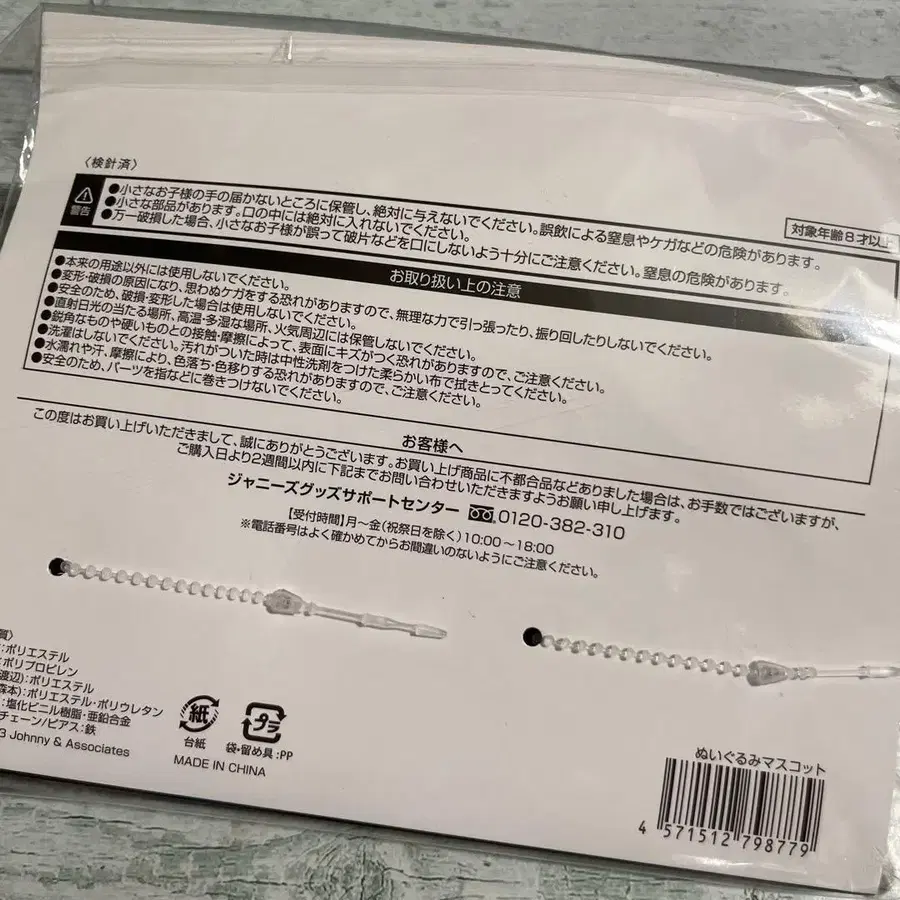 〈検針済〉
対象年齢8才以上
警告
●小さなお子様の手の届かないところに保管し、絶対に与えないでください。誤飲による窒息やケガなどの危険があります。
●小さな部品があります。口の中には絶対に入れないでください。
●万一破損した場合、小さなお子様が誤って破片などを口にしないよう十分にご注意ください。窒息の危険があります。
お取り扱い上の注意
●本来の用途以外には使用しないでください。
●変形・破損の原因になり、思わぬケガをする恐れがありますので、無理な力で引っ張ったり、振り回したりしないでください。
●安全のため、破損・変形した場合は使用しないでください。
●直射日光の当たる場所、高温・多湿な場所、火気周辺には保管しないでください。
●鋭角なものや硬いものとの接触・摩擦によって、表面にキズがつく恐れがありますので、ご注意ください。
●洗濯はしないでください。汚れがついた時は中性洗剤をつけた柔らかい布で拭きとってください。
●水濡れや汗、摩擦により、色落ち・色移りする恐れがありますので、ご注意ください。
●安全のため、パーツを指などに巻きつけないでください。
お客様へ
この度はお買い上げいただきまして、誠にありがとうございます。お買い上げ商品に不都合品などありました場合は、お手数ではございますが、
ご購入日より2週間以内に下記までお問い合わせいただきますようお願い申し上げます。
ジャニーズグッズサポートセンター 0120-382-310
【受付時間】月〜金(祝祭日を除く)10:00〜18:00
※電話番号はよく確かめてからお間違いのないようにご注意ください。
質〉
:ポリエステル
:ポリプロピレン
渡辺):ポリエステル
森本):ポリエステル・ポリウレタン
:塩化ビニル樹脂・亜鉛合金
チェーン/ピアス:鉄
3 Johnny & Associates
紙
台紙
プラ
袋・留め具:PP
MADE IN CHINA
ぬいぐるみマスコット
4 571512 798779